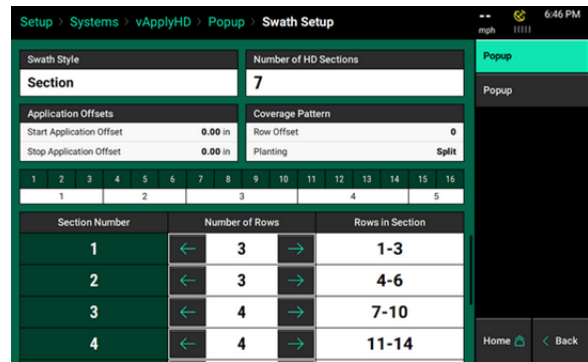 Setup > Systems > vApplyHD > Popup > Swath Setup
-- mph
6:46 PM
Swath Style
Section
Number of HD Sections
7
Popup
Popup
Application Offsets
Start Application Offset 0.00 in
Stop Application Offset 0.00 in
Coverage Pattern
Row Offset 0
Planting Split
1 2 3 4 5 6 7 8 9 10 11 12 13 14 15 16
1 2 3 4 5
Section Number Number of Rows Rows in Section
1 ← 3 → 1-3
2 ← 3 → 4-6
3 ← 4 → 7-10
4 ← 4 → 11-14
Home < Back